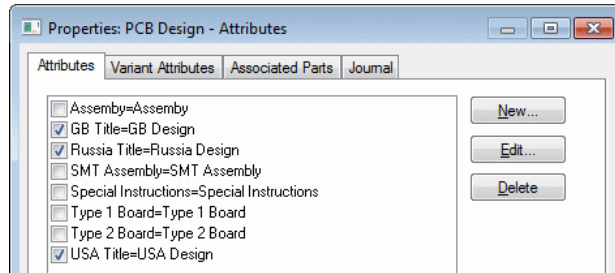 Properties: PCB Design - Attributes
Attributes Variant Attributes Associated Parts Journal
Assemby=Assemby
GB Title=GB Design
Russia Title=Russia Design
SMT Assembly=SMT Assembly
Special Instructions=Special Instructions
Type 1 Board=Type 1 Board
Type 2 Board=Type 2 Board
USA Title=USA Design
New...
Edit...
Delete